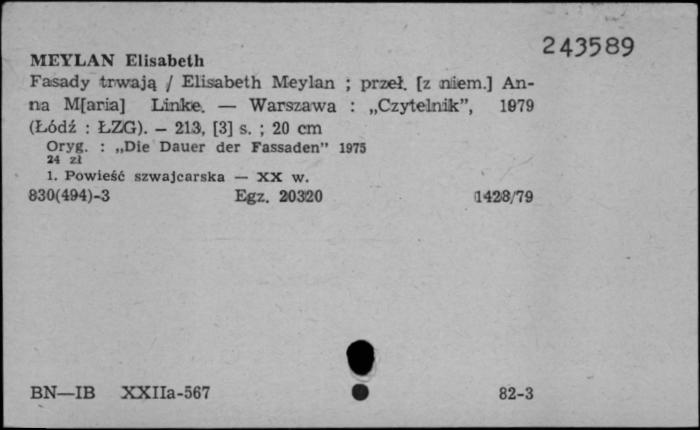 243589
MEYLAN Elisabeth
Fasady trwają / Elisabeth Meylan ; przeł. [z niem.] An-
na M[aria] Linke. — Warszawa : „Czytelnik”, 1979
(Łódź : ŁZG). — 213, [3] s. ; 20 cm
Oryg. : „Die Dauer der Fassaden” 1975
24 zł
1. Powieść szwajcarska — XX w.
830(494)-3 Egz. 20320 1428/79
BN—IB XXIIa-567 82-3